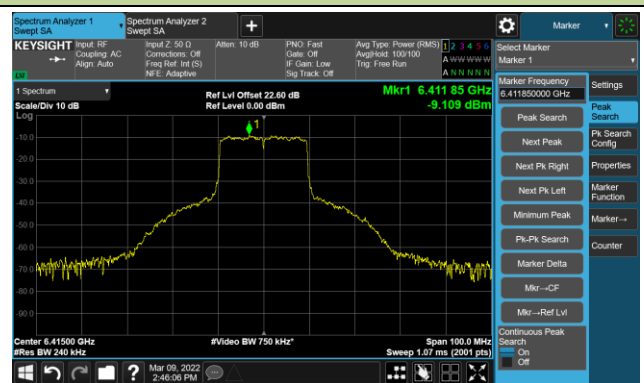 Spectrum Analyzer 1
Swept SA
Spectrum Analyzer 2
Swept SA
+
Marker
KEYSIGHT
Input: RF
Coupling: AC
Align: Auto
Input Z: 50 Ω
Corrections: Off
Freq Ref: Int (S)
NFE: Adaptive
Atten: 10 dB
PNO: Fast
Gate: Off
IF Gain: Low
Sig Track: Off
Avg Type: Power (RMS)
Avg|Hold: 100/100
Trig: Free Run
1 2 3 4 5 6
A W W W W W
A N N N N N
LW
Select Marker
Marker 1
1 Spectrum
Scale/Div 10 dB
Log
Ref Lvl Offset 22.60 dB
Ref Level 0.00 dBm
Mkr1 6.411 85 GHz
-9.109 dBm
1
-10.0
-20.0
-30.0
-40.0
-50.0
-60.0
-70.0
-80.0
-90.0
Center 6.41500 GHz
#Res BW 240 kHz
#Video BW 750 kHz*
Span 100.0 MHz
Sweep 1.07 ms (2001 pts)
Marker Frequency
6.411850000 GHz
Peak Search
Next Peak
Next Pk Right
Next Pk Left
Minimum Peak
Pk-Pk Search
Marker Delta
Mkr→CF
Mkr→Ref Lvl
Continuous Peak
Search
On
Off
Settings
Peak
Search
Pk Search
Config
Properties
Marker
Function
Marker→
Counter
?
Mar 09, 2022
2:46:06 PM